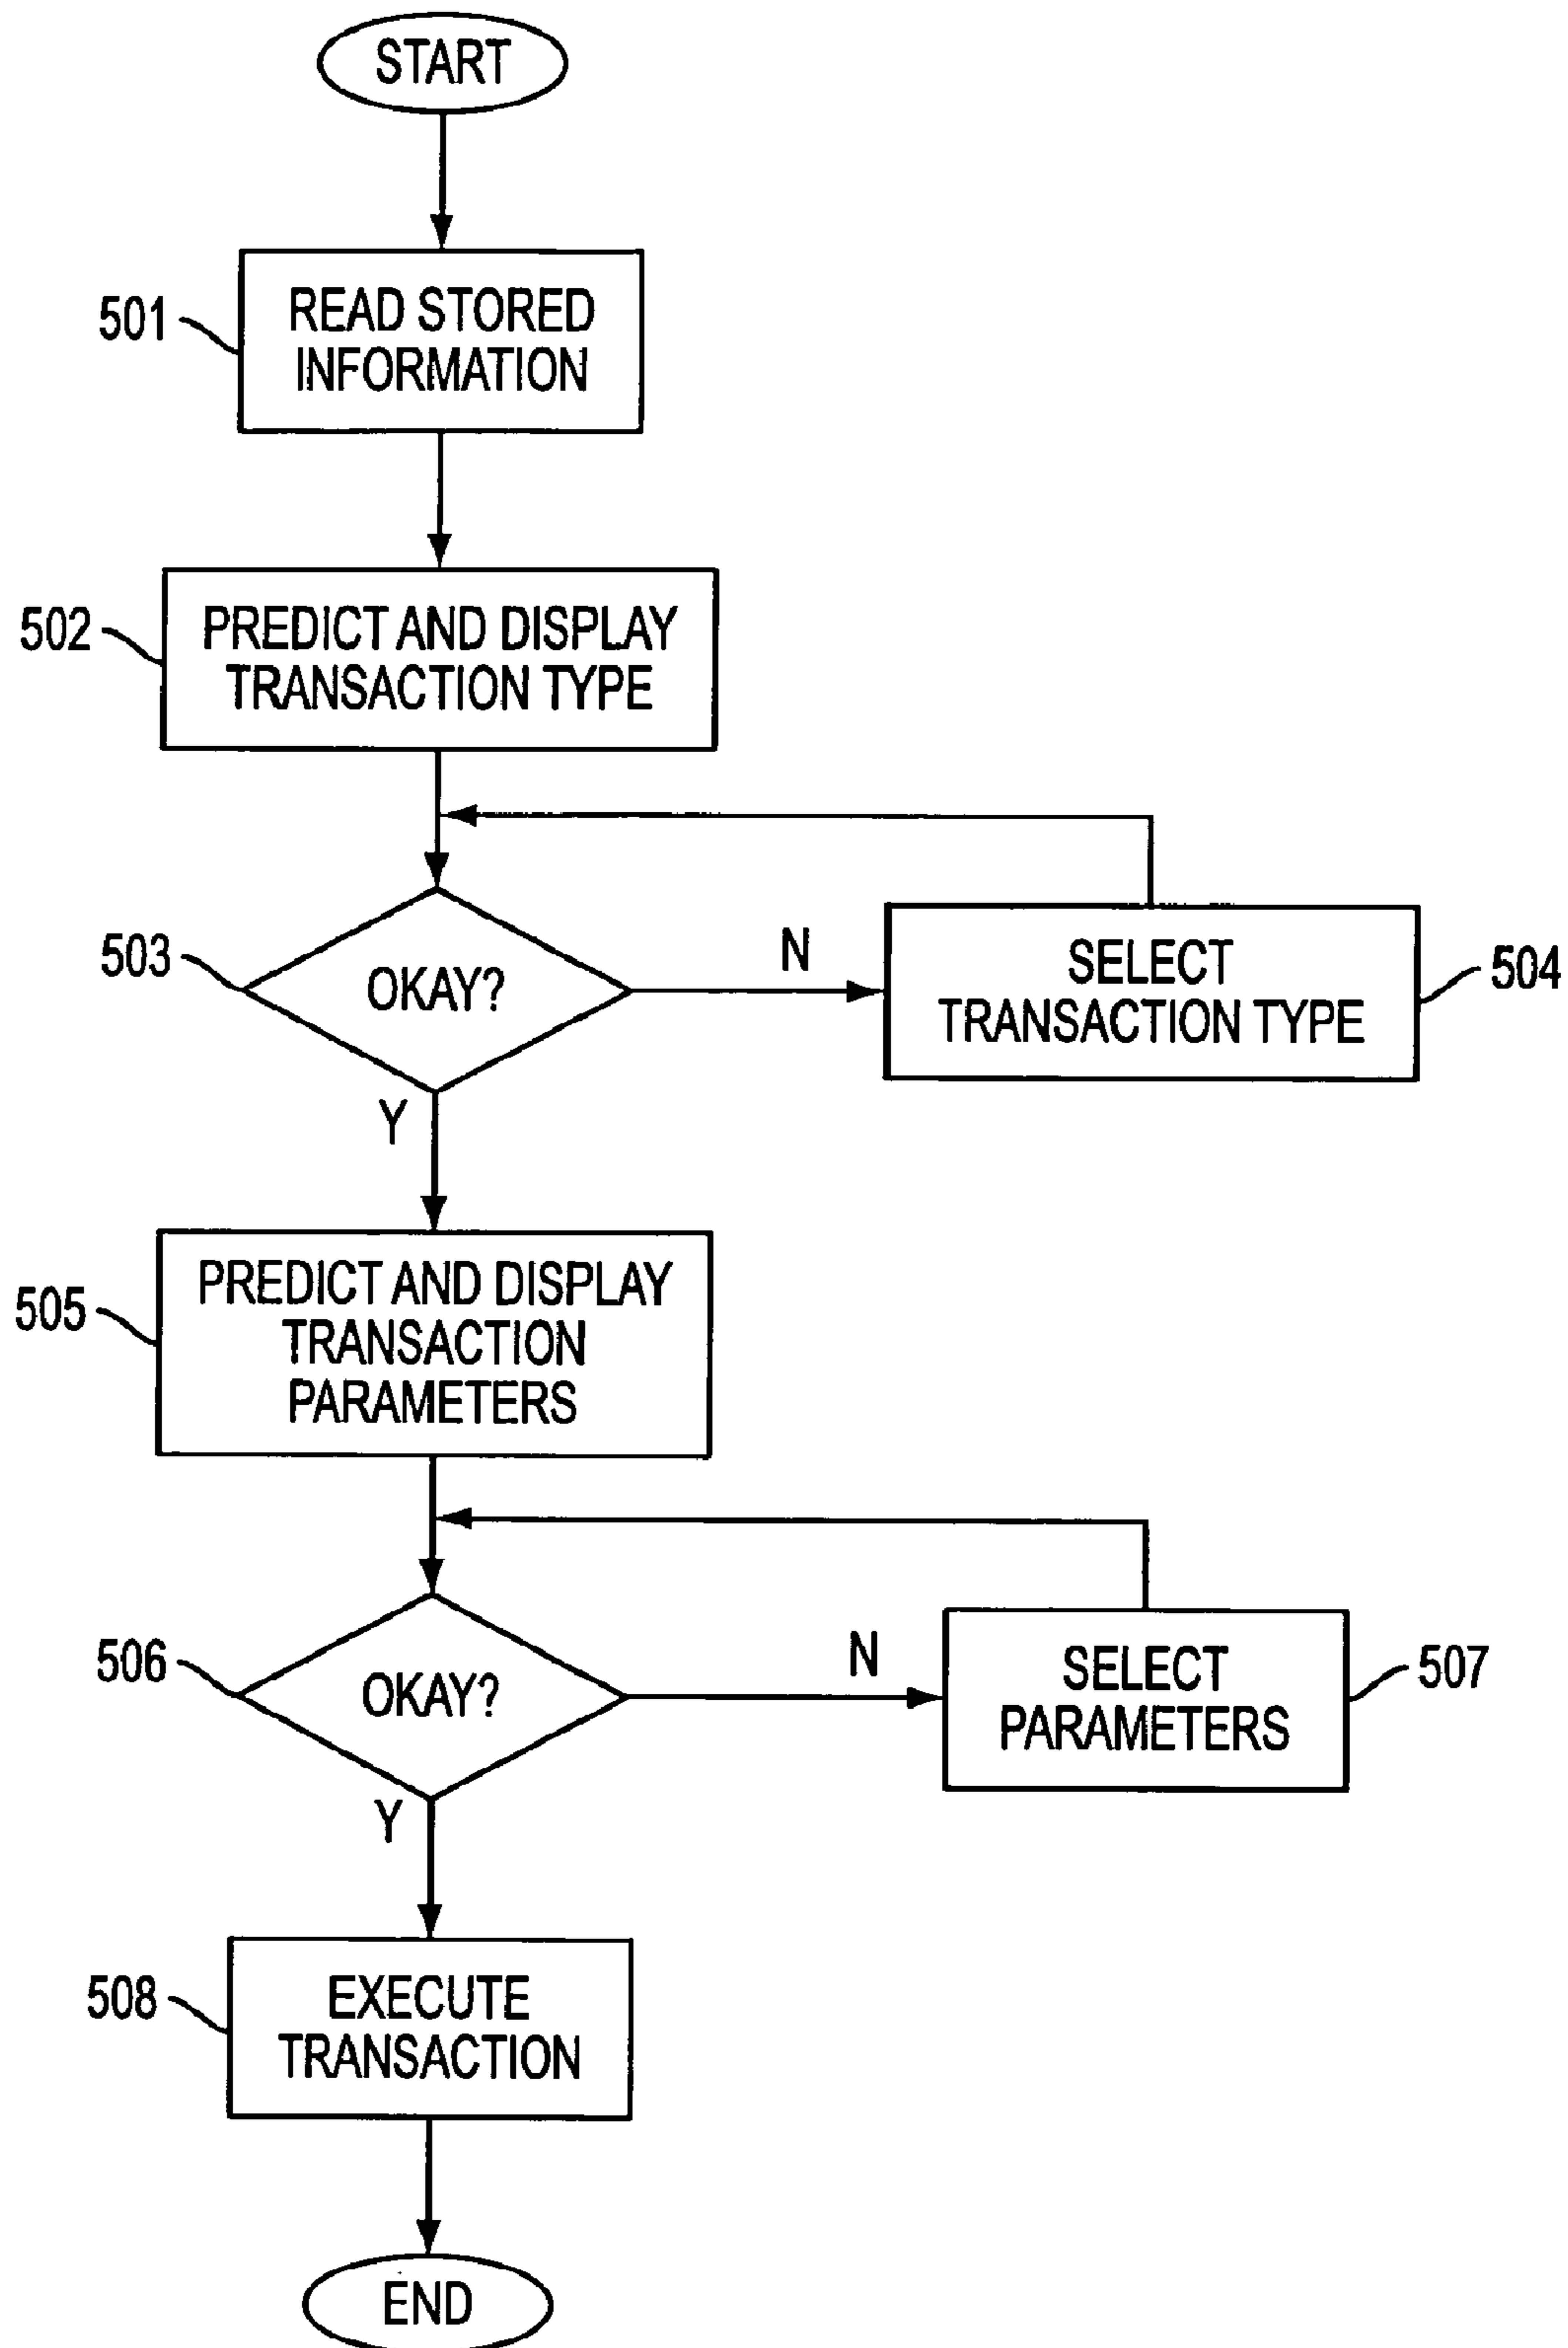 START
501
READ STORED
INFORMATION
502
PREDICT AND DISPLAY
TRANSACTION TYPE
503
OKAY?
N
SELECT
TRANSACTION TYPE
504
Y
505
PREDICT AND DISPLAY
TRANSACTION
PARAMETERS
506
OKAY?
N
SELECT
PARAMETERS
507
Y
508
EXECUTE
TRANSACTION
END